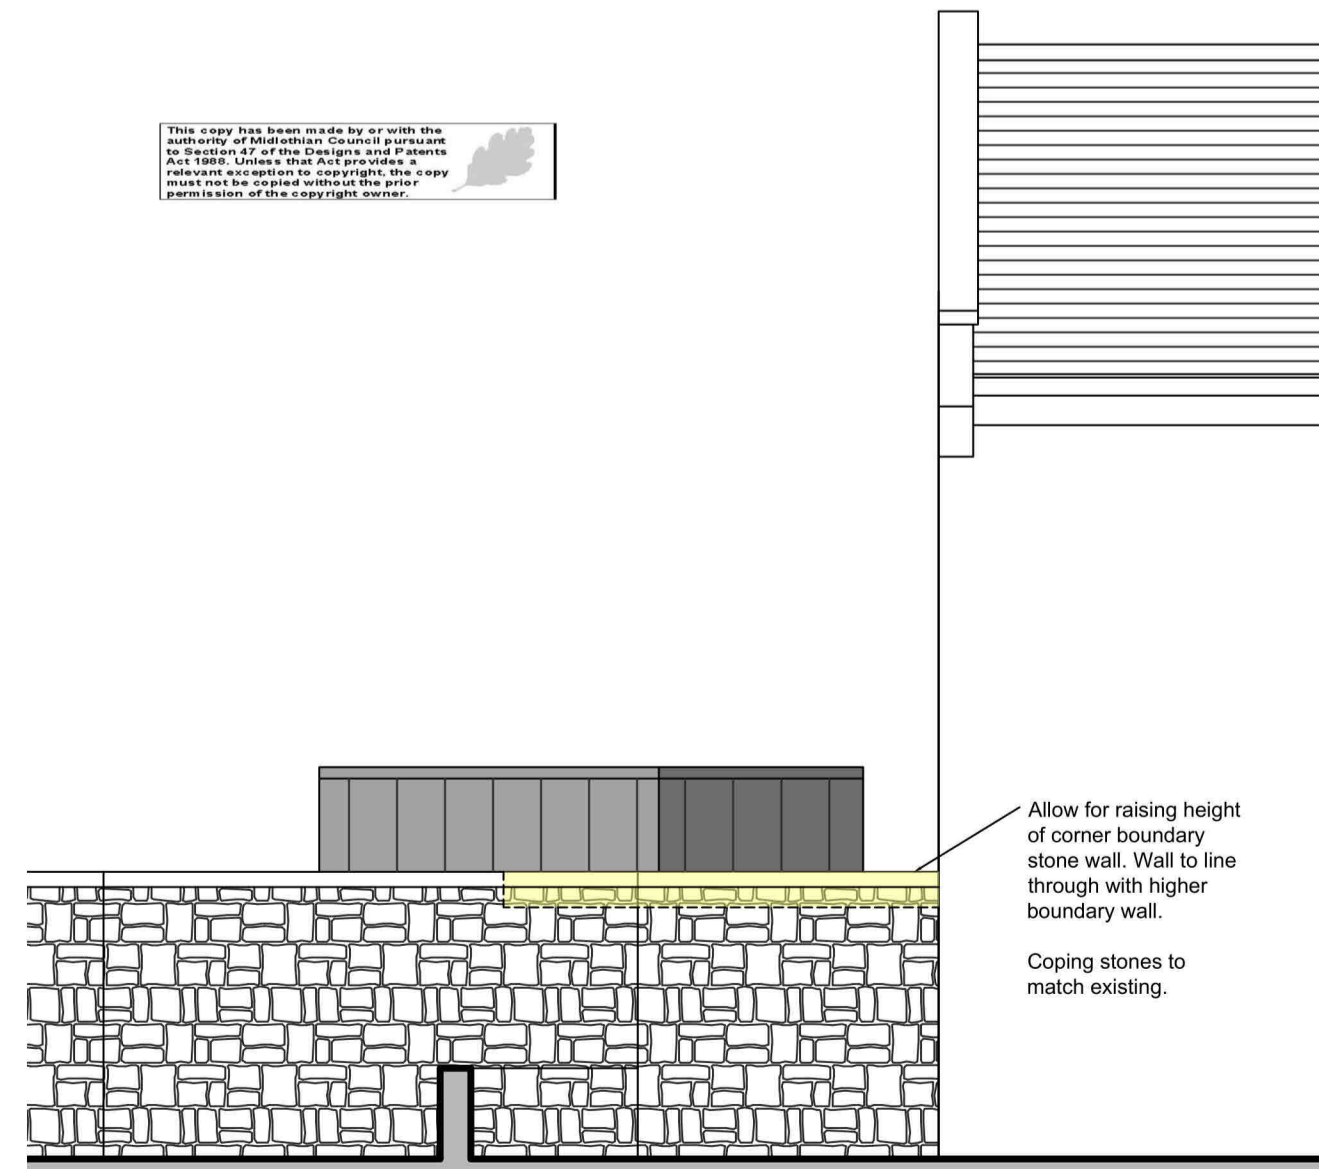 This copy has been made by or with the
authority of Midlothian Council pursuant
to Section 47 of the Designs and Patents
Act 1988. Unless that Act provides a
relevant exception to copyright, the copy
must not be copied without the prior
permission of the copyright owner.
Allow for raising height
of corner boundary
stone wall. Wall to line
through with higher
boundary wall.
Coping stones to
match existing.